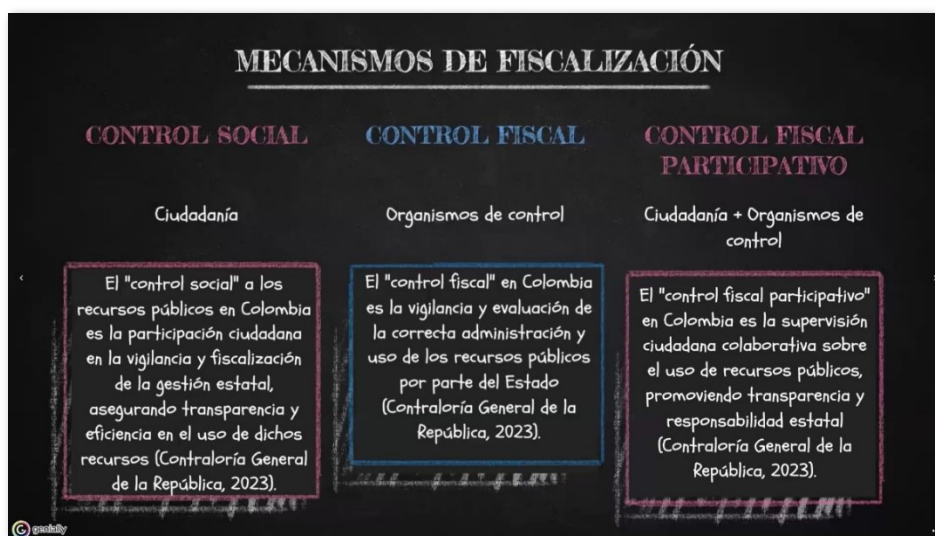 MECANISMOS DE FISCALIZACIÓN
CONTROL SOCIAL
Ciudadanía
El "control social" a los
recursos públicos en Colombia
es la participación ciudadana
en la vigilancia y fiscalización
de la gestión estatal,
asegurando transparencia y
eficiencia en el uso de dichos
recursos (Contraloría General
de la República, 2023).
CONTROL FISCAL
Organismos de control
El "control fiscal" en Colombia
es la vigilancia y evaluación de
la correcta administración y
uso de los recursos públicos
por parte del Estado
(Contraloría General de la
República, 2023).
CONTROL FISCAL
PARTICIPATIVO
Ciudadanía + Organismos de
control
El "control fiscal participativo"
en Colombia es la supervisión
ciudadana colaborativa sobre
el uso de recursos públicos,
promoviendo transparencia y
responsabilidad estatal
(Contraloría General de la
República, 2023).
genially